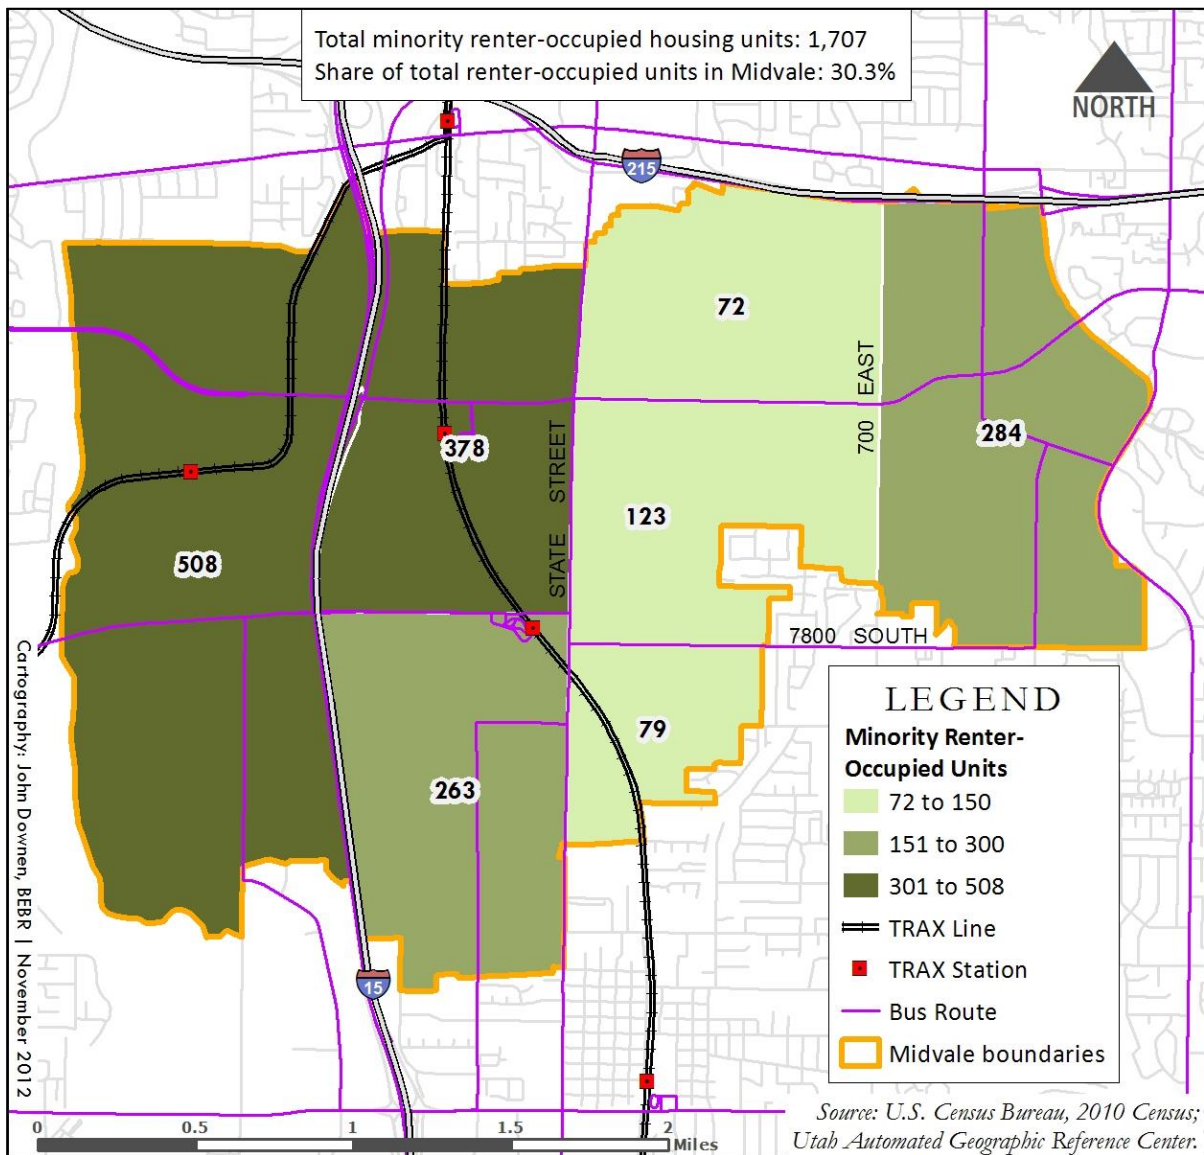 Total minority renter-occupied housing units: 1,707
Share of total renter-occupied units in Midvale: 30.3%
NORTH
215
72
700 EAST
STATE STREET
378
284
123
508
7800 SOUTH
79
263
15
LEGEND
Minority Renter-
Occupied Units
72 to 150
151 to 300
301 to 508
TRAX Line
TRAX Station
Bus Route
Midvale boundaries
Cartography: John Downen, BEBR | November 2012
Source: U.S. Census Bureau, 2010 Census;
Utah Automated Geographic Reference Center.
0 0.5 1 1.5 2 Miles